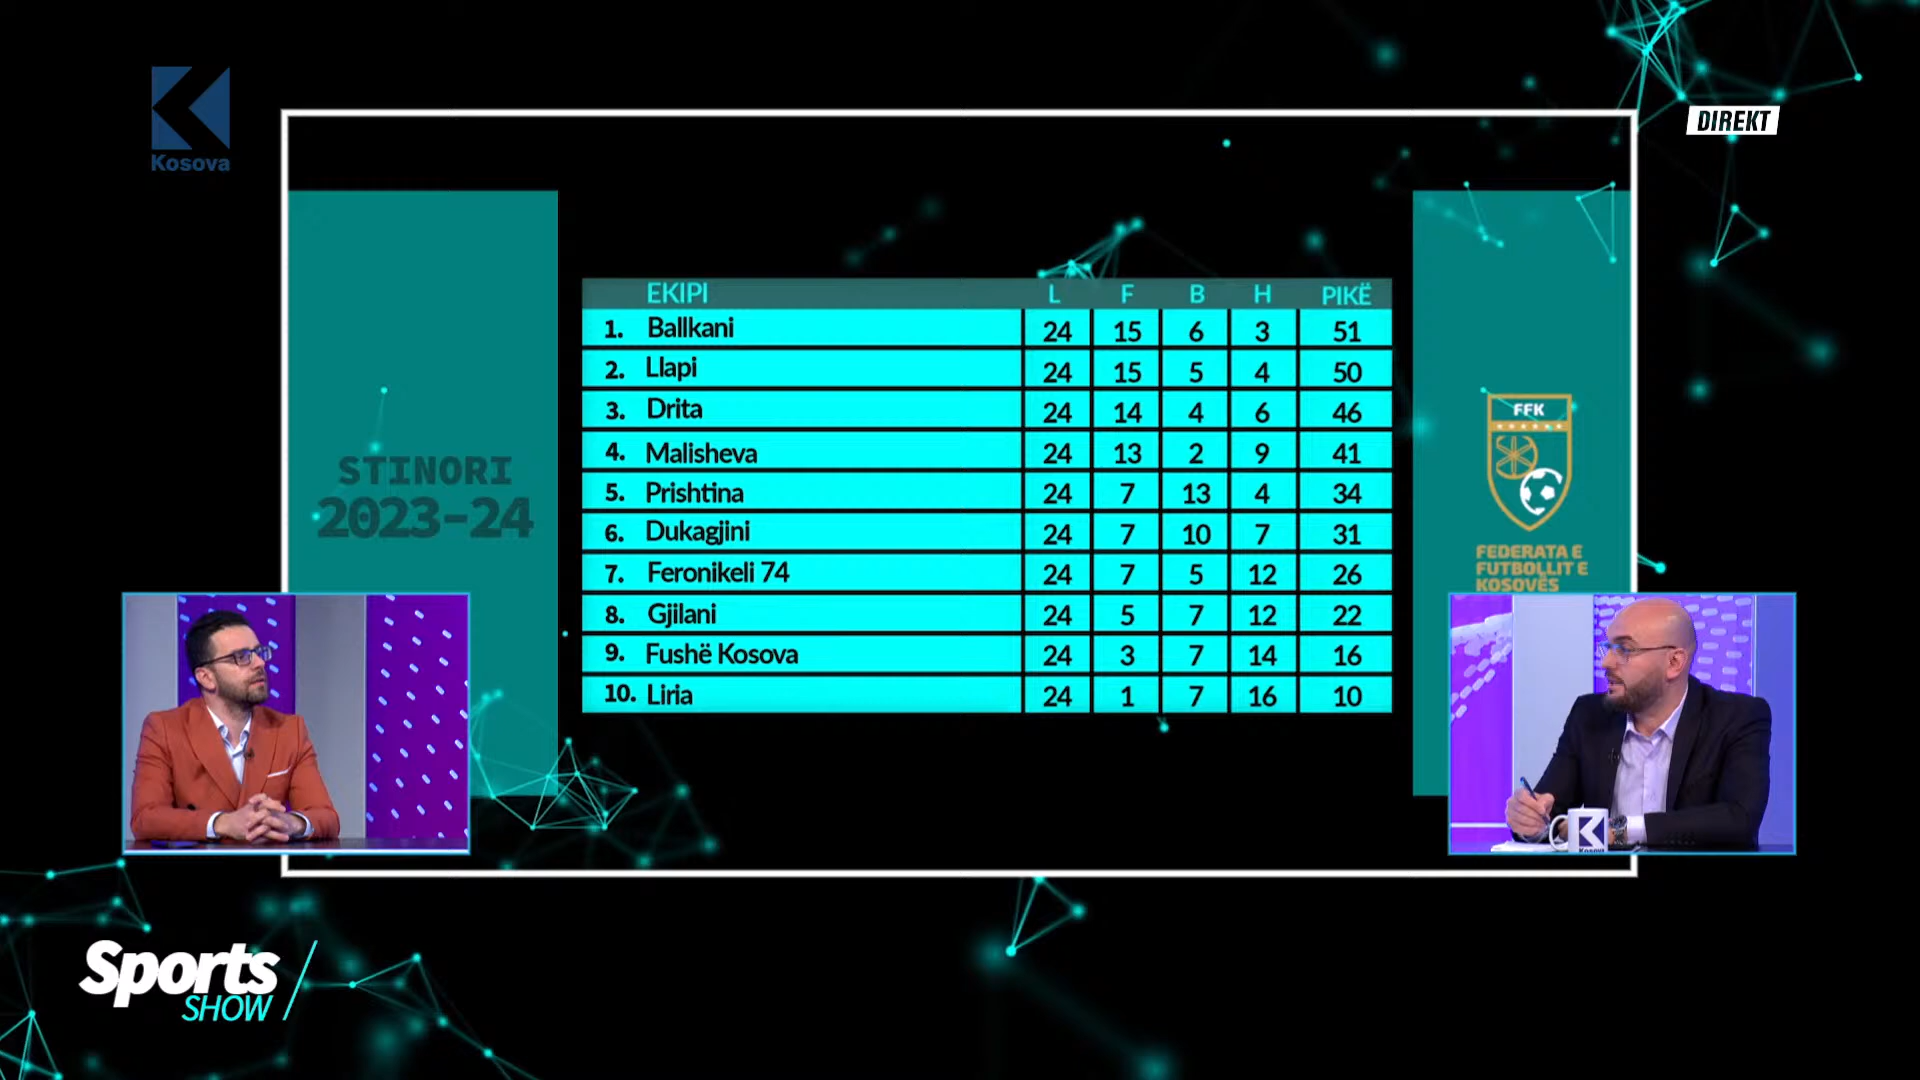 Kosova
DIREKT
EKIPI L F B H PIKË
1. Ballkani 24 15 6 3 51
2. Llapi 24 15 5 4 50
3. Drita 24 14 4 6 46
4. Malisheva 24 13 2 9 41
5. Prishtina 24 7 13 4 34
6. Dukagjini 24 7 10 7 31
7. Feronikeli 74 24 7 5 12 26
8. Gjilani 24 5 7 12 22
9. Fushë Kosova 24 3 7 14 16
10. Liria 24 1 7 16 10
STINORI
2023-24
FFK
FEDERATA E
FUTBOLLIT E
KOSOVËS
Kosova
Sports
SHOW